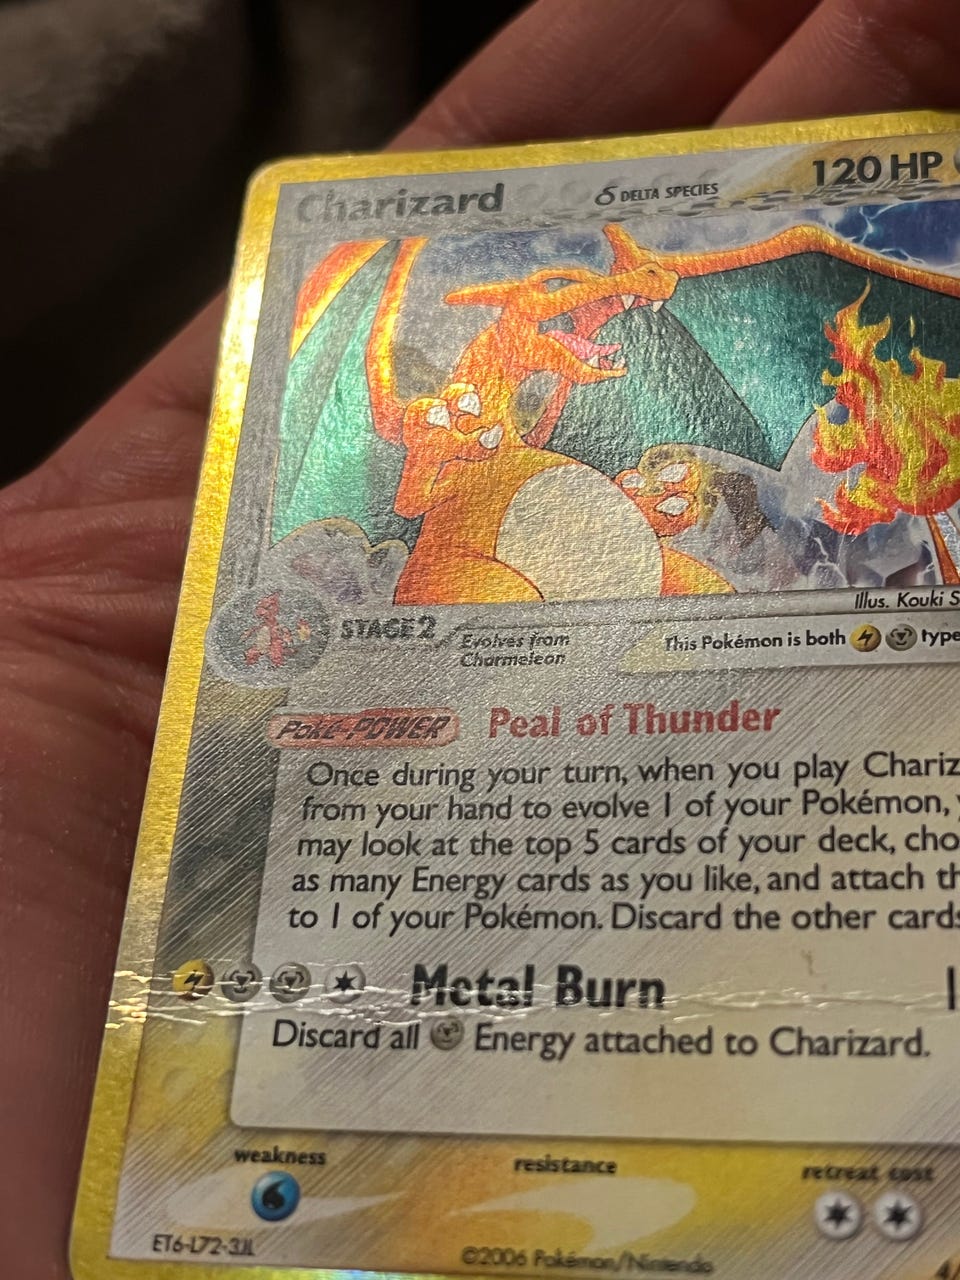 Charizard δ DELTA SPECIES 120 HP
Illus. Kouki S
STAGE 2 Evolves from Charmeleon This Pokémon is both type
POKé-POWER Peal of Thunder
Once during your turn, when you play Chariz
from your hand to evolve 1 of your Pokémon, y
may look at the top 5 cards of your deck, cho
as many Energy cards as you like, and attach th
to 1 of your Pokémon. Discard the other cards
Metal Burn 1
Discard all Energy attached to Charizard.
weakness resistance retreat cost
ET6-L72-3JL
©2006 Pokémon/Nintendo 4/